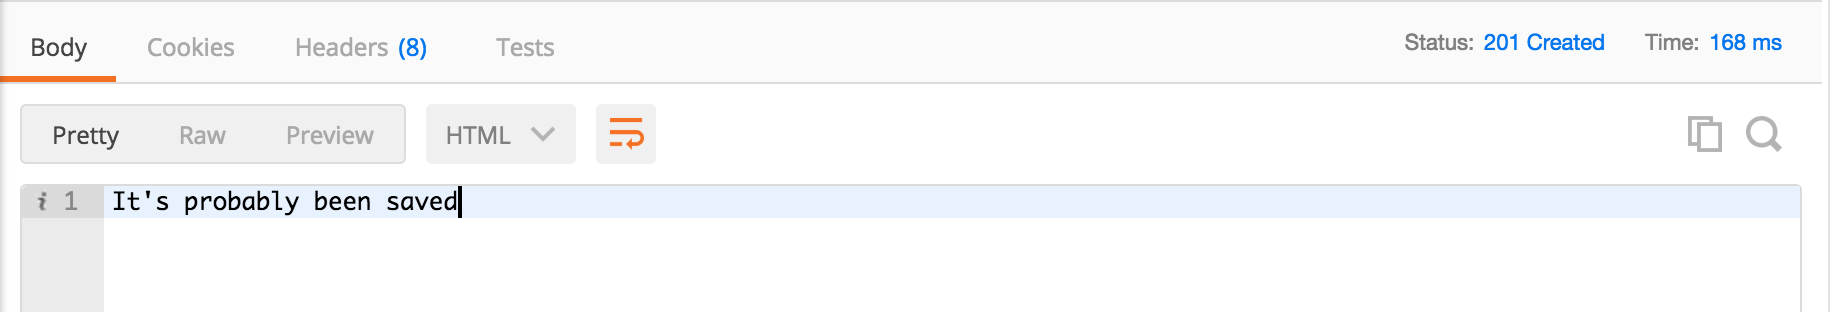 Body Cookies Headers (8) Tests Status: 201 Created Time: 168 ms
Pretty Raw Preview HTML
i 1 It's probably been saved